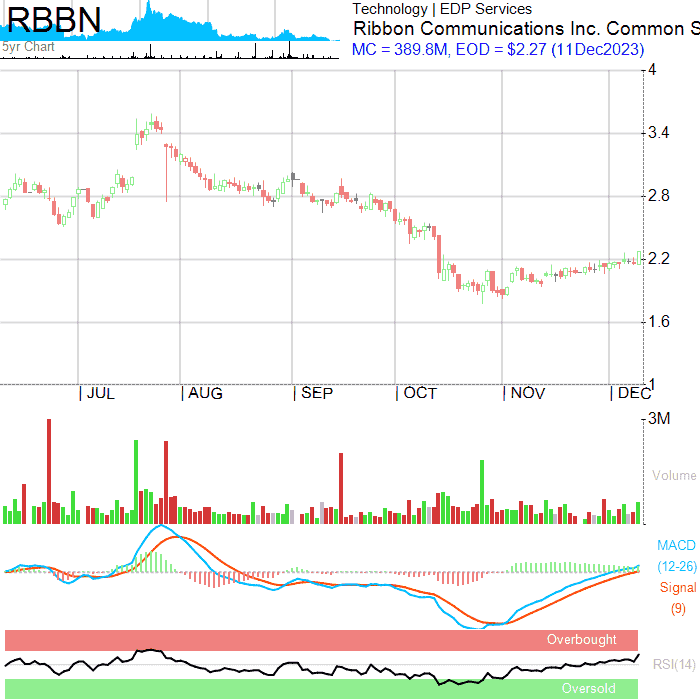 RBBN
5yr Chart
Technology | EDP Services
Ribbon Communications Inc. Common S
MC = 389.8M, EOD = $2.27 (11Dec2023)
4
3.4
2.8
2.2
1.6
1
JUL
AUG
SEP
OCT
NOV
DEC
3M
Volume
MACD
(12-26)
Signal
(9)
Overbought
RSI(14)
Oversold